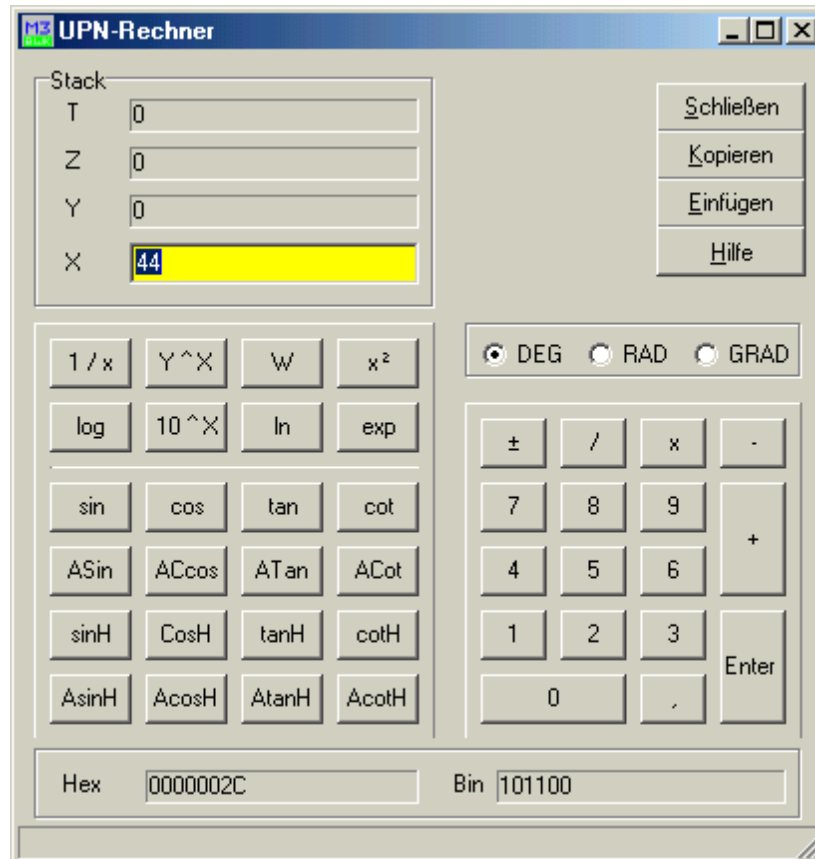 M3 UPN-Rechner
Stack
T 0
Z 0
Y 0
X 44
Schließen
Kopieren
Einfügen
Hilfe
DEG RAD GRAD
1 / x Y^X W x²
log 10^X ln exp
sin cos tan cot
ASin ACcos ATan ACot
sinH CosH tanH cotH
AsinH AcosH AtanH AcotH
± / x -
7 8 9 +
4 5 6
1 2 3 Enter
0 ,
Hex 0000002C Bin 101100